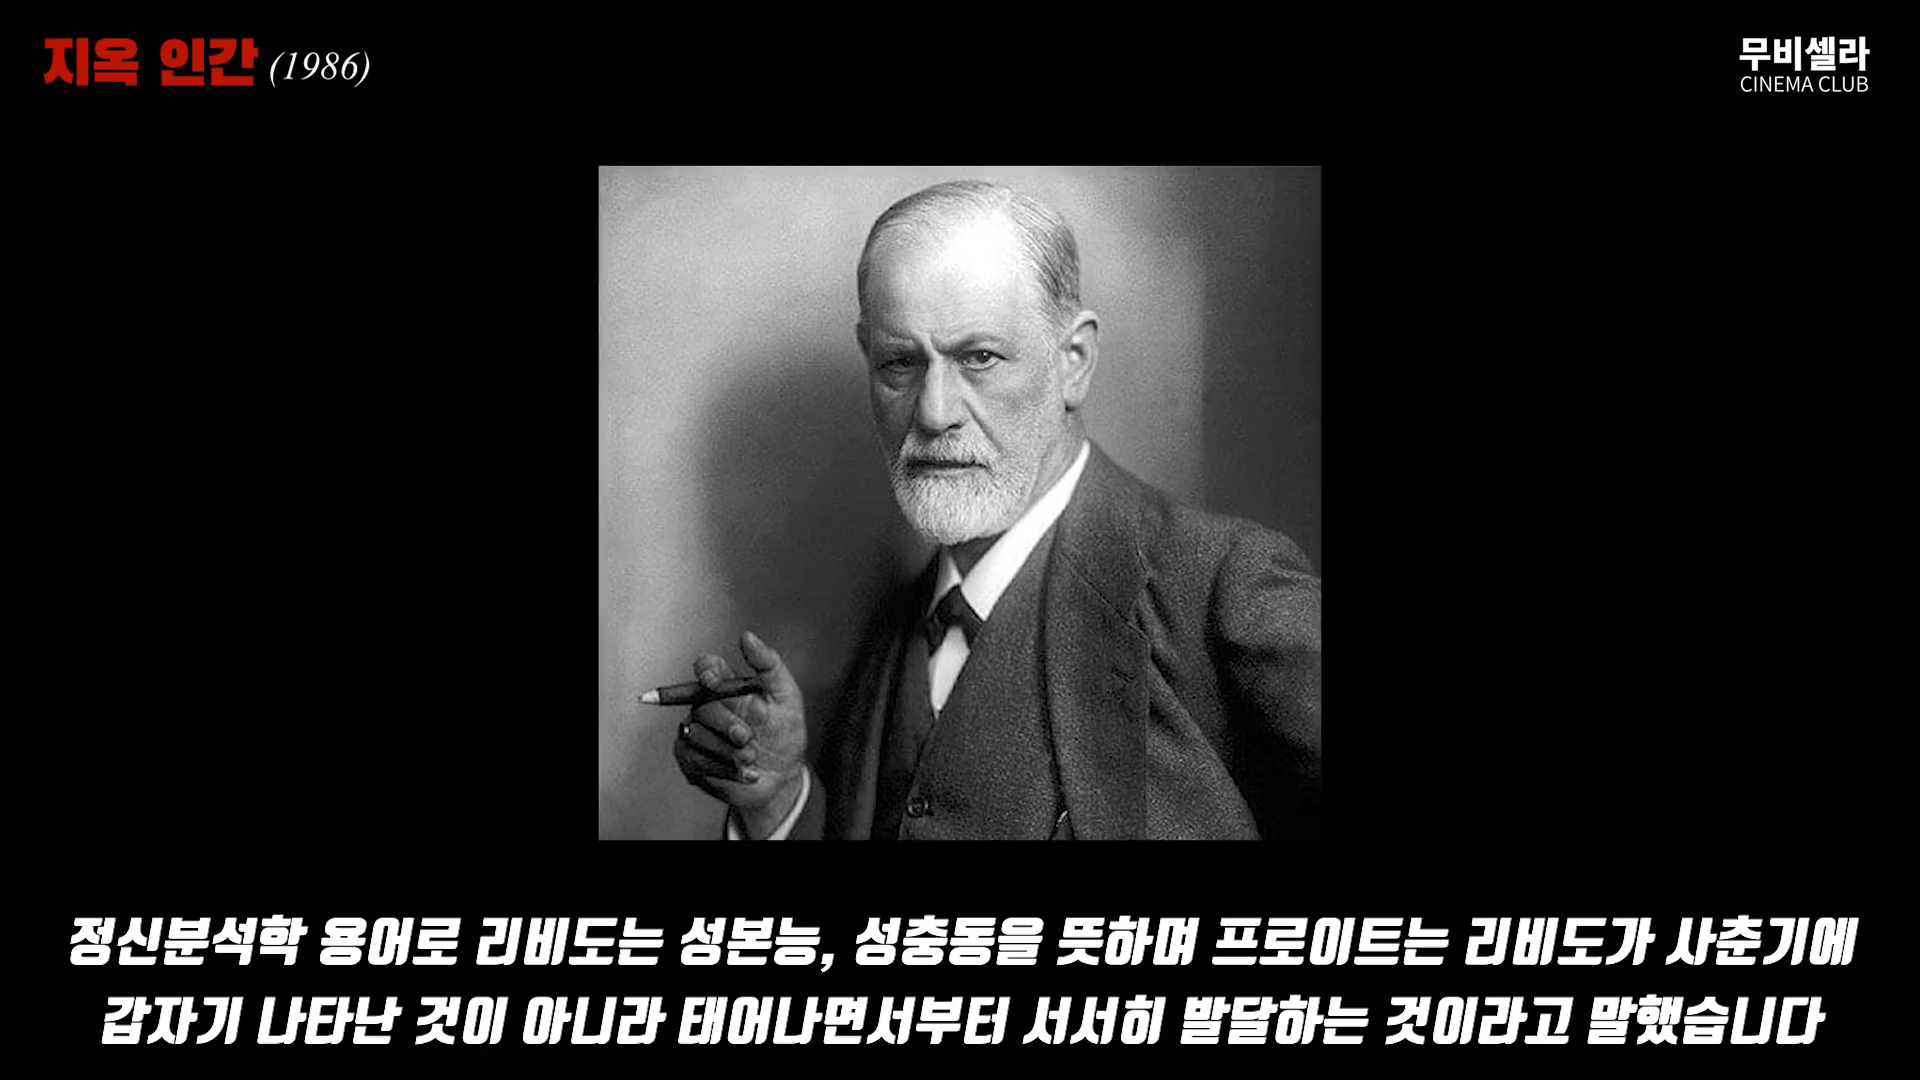 지옥 인간 (1986)
무비셀라
CINEMA CLUB
정신분석학 용어로 리비도는 성본능, 성충동을 뜻하며 프로이트는 리비도가 사춘기에
갑자기 나타난 것이 아니라 태어나면서부터 서서히 발달하는 것이라고 말했습니다